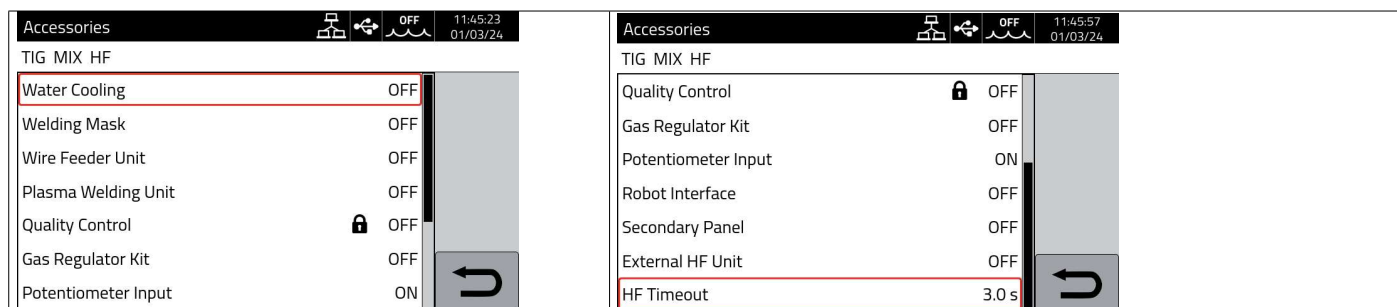 Accessories OFF 11:45:23
01/03/24
TIG MIX HF
Water Cooling OFF
Welding Mask OFF
Wire Feeder Unit OFF
Plasma Welding Unit OFF
Quality Control OFF
Gas Regulator Kit OFF
Potentiometer Input ON
Accessories OFF 11:45:57
01/03/24
TIG MIX HF
Quality Control OFF
Gas Regulator Kit OFF
Potentiometer Input ON
Robot Interface OFF
Secondary Panel OFF
External HF Unit OFF
HF Timeout 3.0 s